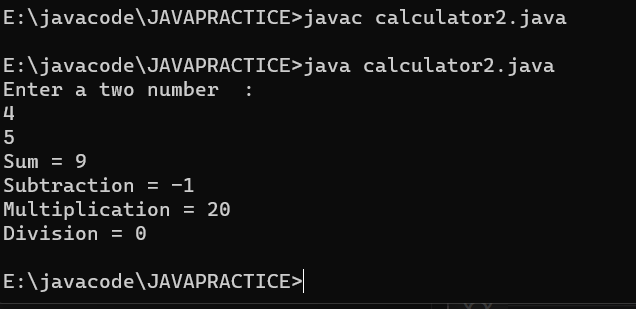 E:\javacode\JAVAPRACTICE>javac calculator2.java
E:\javacode\JAVAPRACTICE>java calculator2.java
Enter a two number  :
4
5
Sum = 9
Subtraction = -1
Multiplication = 20
Division = 0
E:\javacode\JAVAPRACTICE>